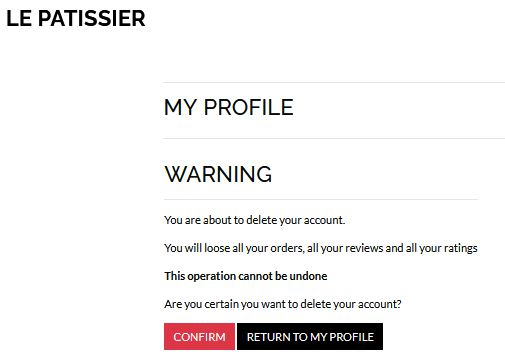 LE PATISSIER
MY PROFILE
WARNING
You are about to delete your account.
You will loose all your orders, all your reviews and all your ratings
This operation cannot be undone
Are you certain you want to delete your account?
CONFIRM RETURN TO MY PROFILE